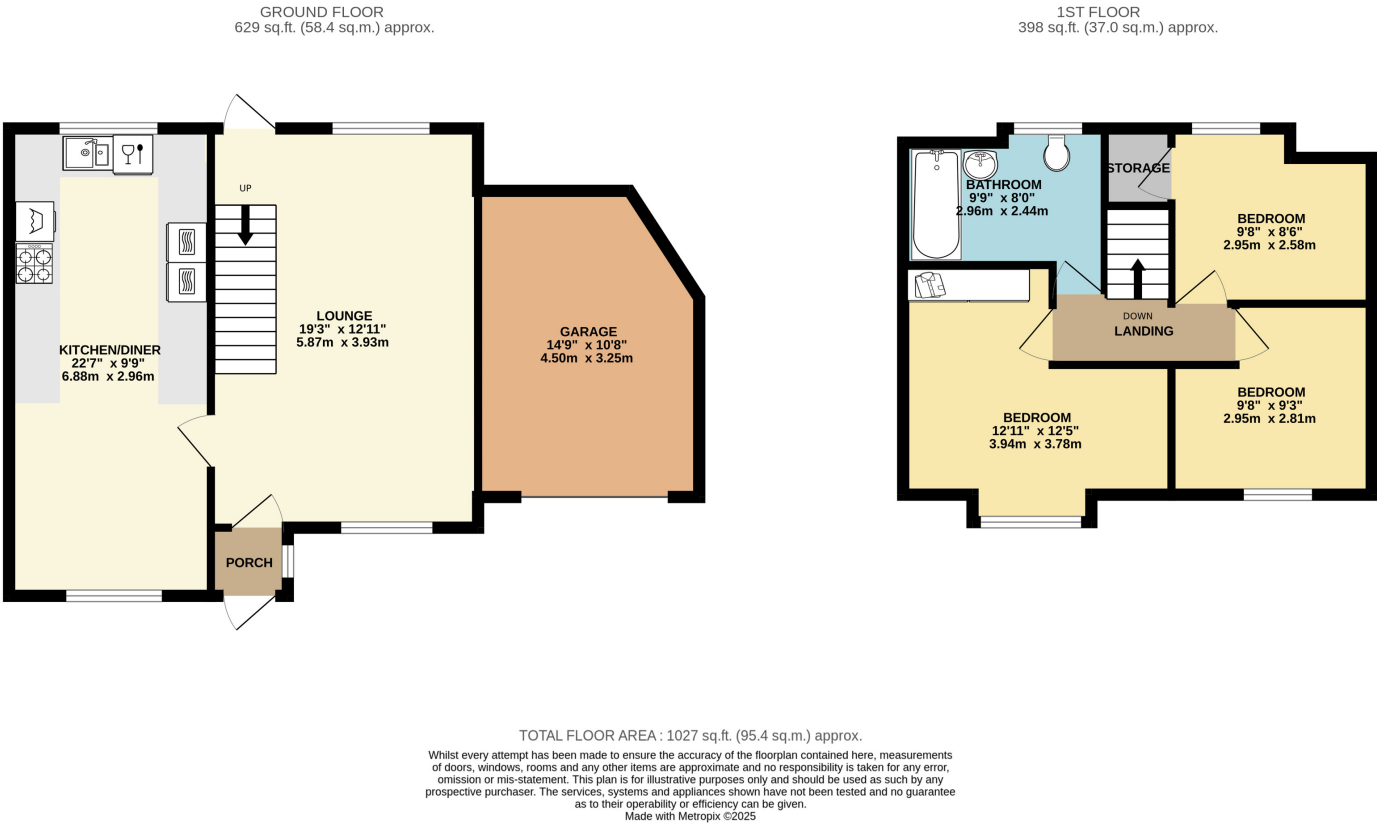 GROUND FLOOR
629 sq.ft. (58.4 sq.m.) approx.
UP
LOUNGE
19'3" x 12'11"
5.87m x 3.93m
KITCHEN/DINER
22'7" x 9'9"
6.88m x 2.96m
GARAGE
14'9" x 10'8"
4.50m x 3.25m
PORCH
1ST FLOOR
398 sq.ft. (37.0 sq.m.) approx.
STORAGE
BATHROOM
9'9" x 8'0"
2.96m x 2.44m
BEDROOM
9'8" x 8'6"
2.95m x 2.58m
DOWN
LANDING
BEDROOM
12'11" x 12'5"
3.94m x 3.78m
BEDROOM
9'8" x 9'3"
2.95m x 2.81m
TOTAL FLOOR AREA : 1027 sq.ft. (95.4 sq.m.) approx.
Whilst every attempt has been made to ensure the accuracy of the floorplan contained here, measurements
of doors, windows, rooms and any other items are approximate and no responsibility is taken for any error,
omission or mis-statement. This plan is for illustrative purposes only and should be used as such by any
prospective purchaser. The services, systems and appliances shown have not been tested and no guarantee
as to their operability or efficiency can be given.
Made with Metropix ©2025